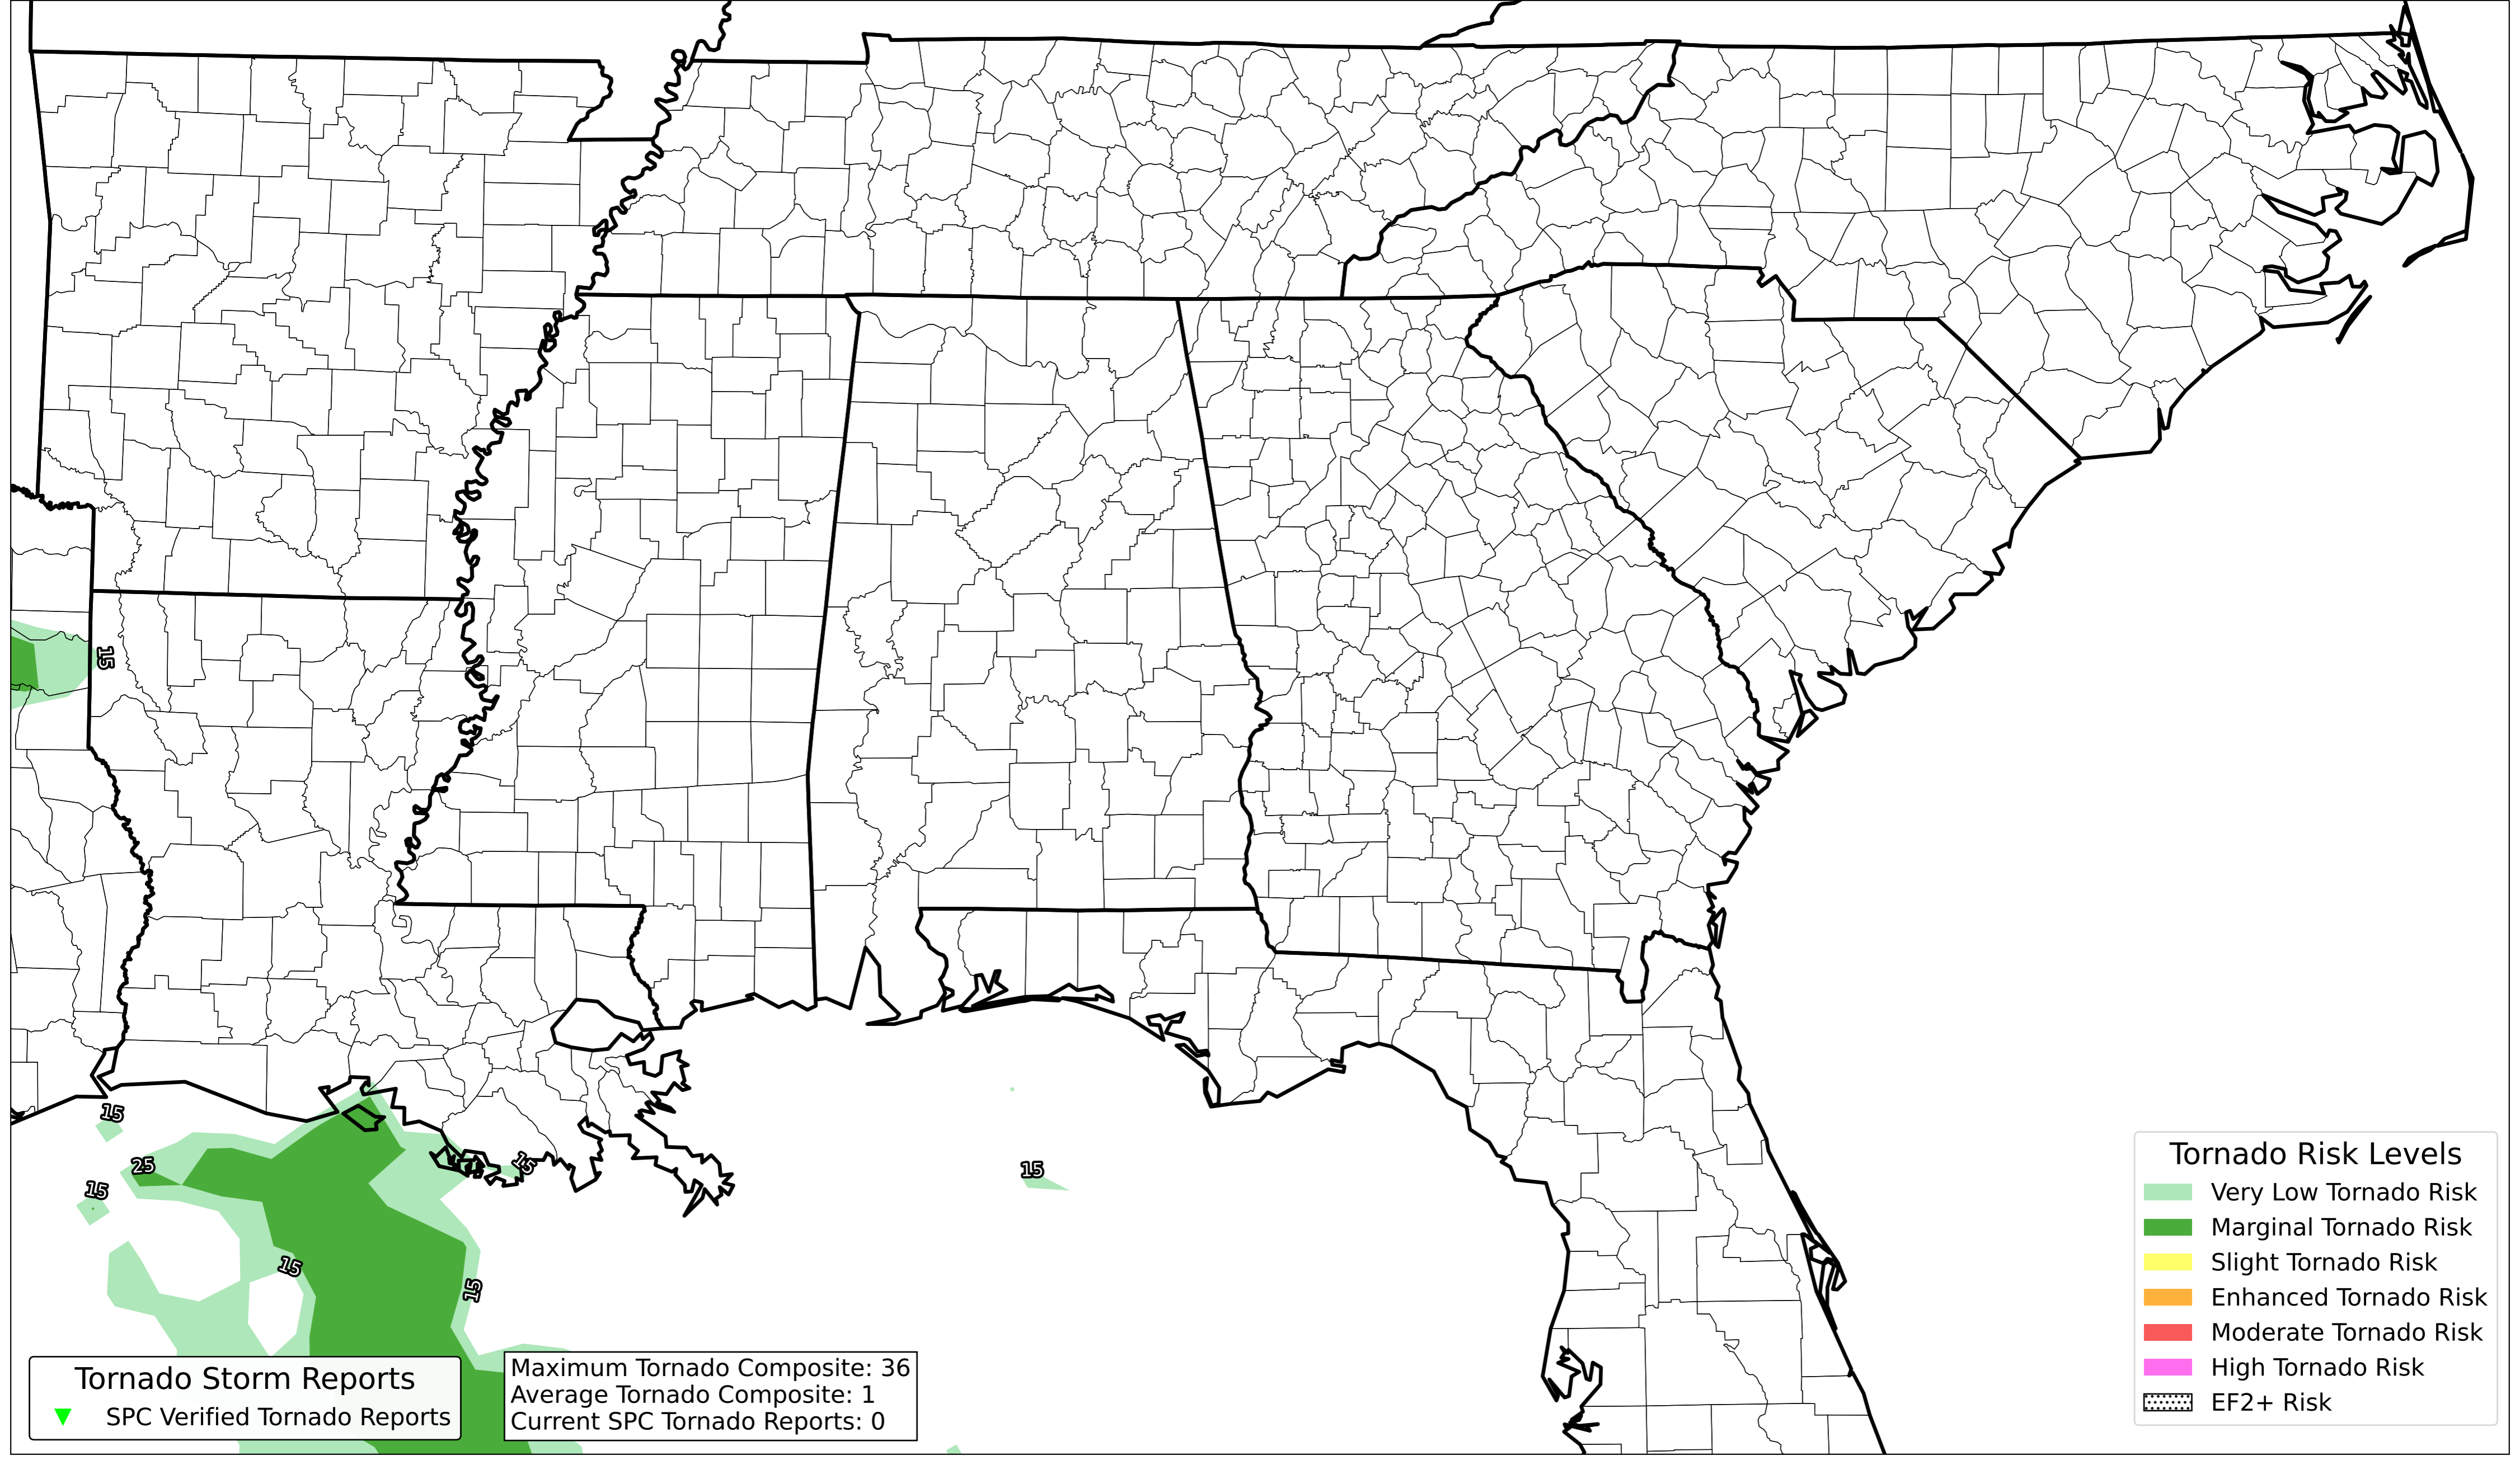 15
15
25
15
15
15
15
15
Tornado Storm Reports
SPC Verified Tornado Reports
Maximum Tornado Composite: 36
Average Tornado Composite: 1
Current SPC Tornado Reports: 0
Tornado Risk Levels
Very Low Tornado Risk
Marginal Tornado Risk
Slight Tornado Risk
Enhanced Tornado Risk
Moderate Tornado Risk
High Tornado Risk
EF2+ Risk